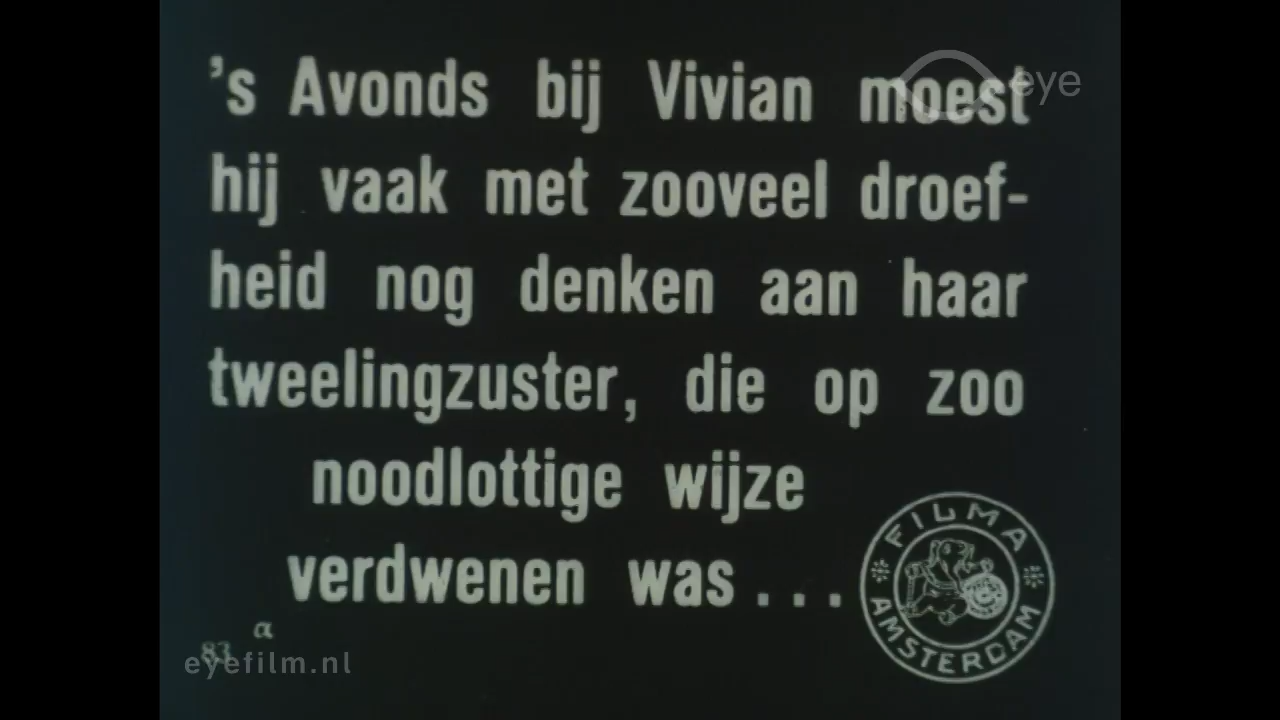 's Avonds bij Vivian moest
hij vaak met zooveel droef-
heid nog denken aan haar
tweelingzuster, die op zoo
noodlottige wijze
verdwenen was...
eye
FILMA
AMSTERDAM
83 a
eyefilm.nl